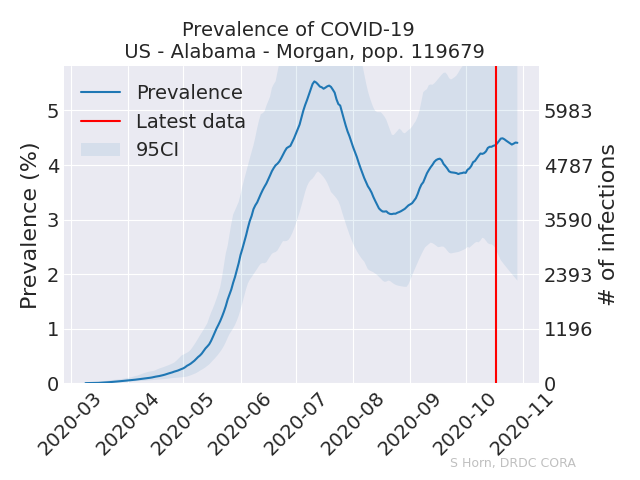 Prevalence of COVID-19
US - Alabama - Morgan, pop. 119679
Prevalence
Latest data
95CI
Prevalence (%)
5
4
3
2
1
0
5983
4787
3590
2393
1196
0
# of infections
2020-03
2020-04
2020-05
2020-06
2020-07
2020-08
2020-09
2020-10
2020-11
S Horn, DRDC CORA